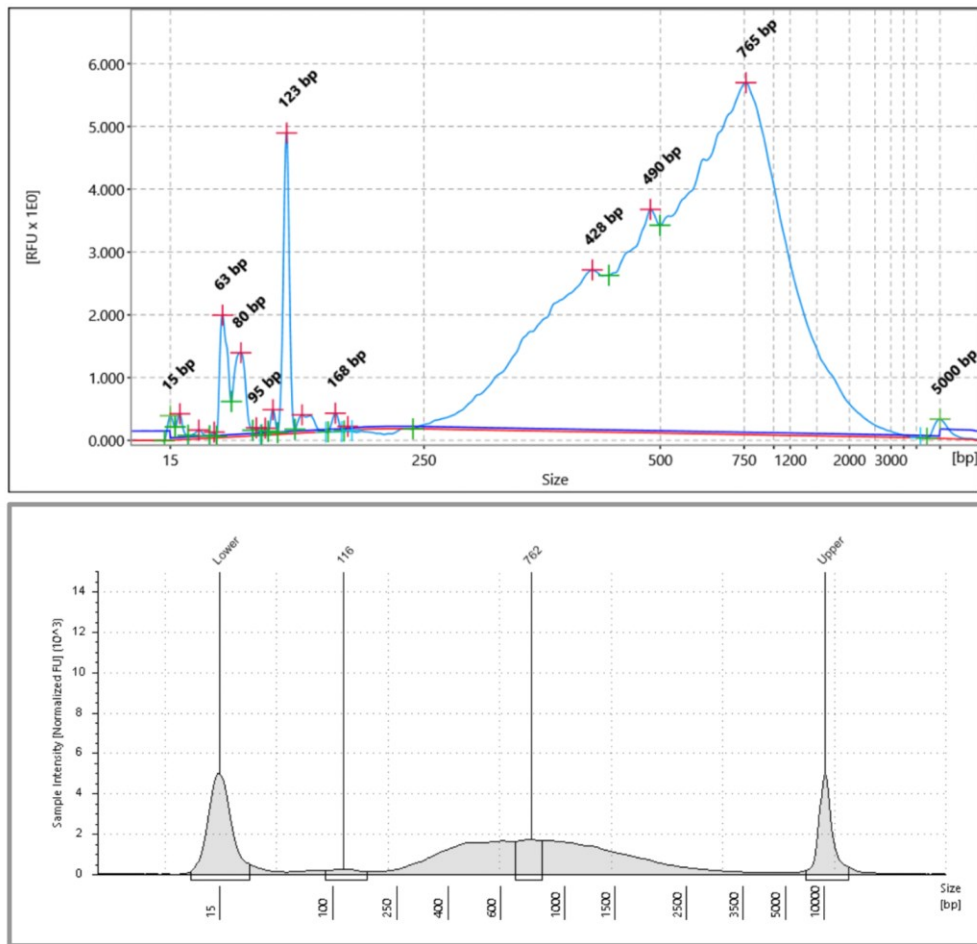 765 bp
6.000
123 bp
5.000
490 bp
4.000
428 bp
3.000
63 bp
2.000
80 bp
15 bp
95 bp
168 bp
5000 bp
1.000
0.000
[RFU x 1E0]
15 250 500 750 1200 2000 3000 [bp]
Size
Lower 116 762 Upper
14
12
10
8
6
4
2
0
Sample Intensity [Normalized FU] (10^3)
15 100 250 400 600 1000 1500 2500 3500 5000 10000
Size
[bp]